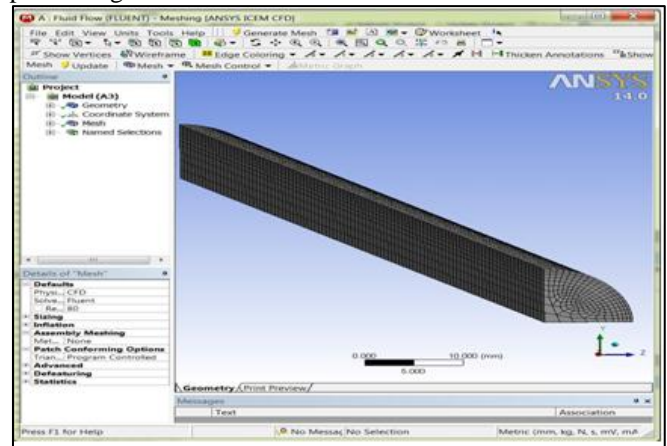 A : Fluid Flow (FLUENT) - Meshing [ANSYS ICEM CFD]
File Edit View Units Tools Help Generate Mesh Worksheet
Show Vertices Wireframe Edge Coloring Thicken Annotations Show
Mesh Update Mesh Mesh Control Metric Graph
Outline
Project
Model (A3)
Geometry
Coordinate System
Mesh
Named Selections
ANSYS
14.0
Details of "Mesh"
Defaults
Physi... CFD
Solve... Fluent
Re... 80
Sizing
Inflation
Assembly Meshing
Met... None
Patch Conforming Options
Trian... Program Controlled
Advanced
Defeaturing
Statistics
0.000 10.000 (mm)
5.000
Y
Z
Geometry Print Preview
Messages
Text Association
Press F1 for Help No Messag No Selection Metric (mm, kg, N, s, mV, mA